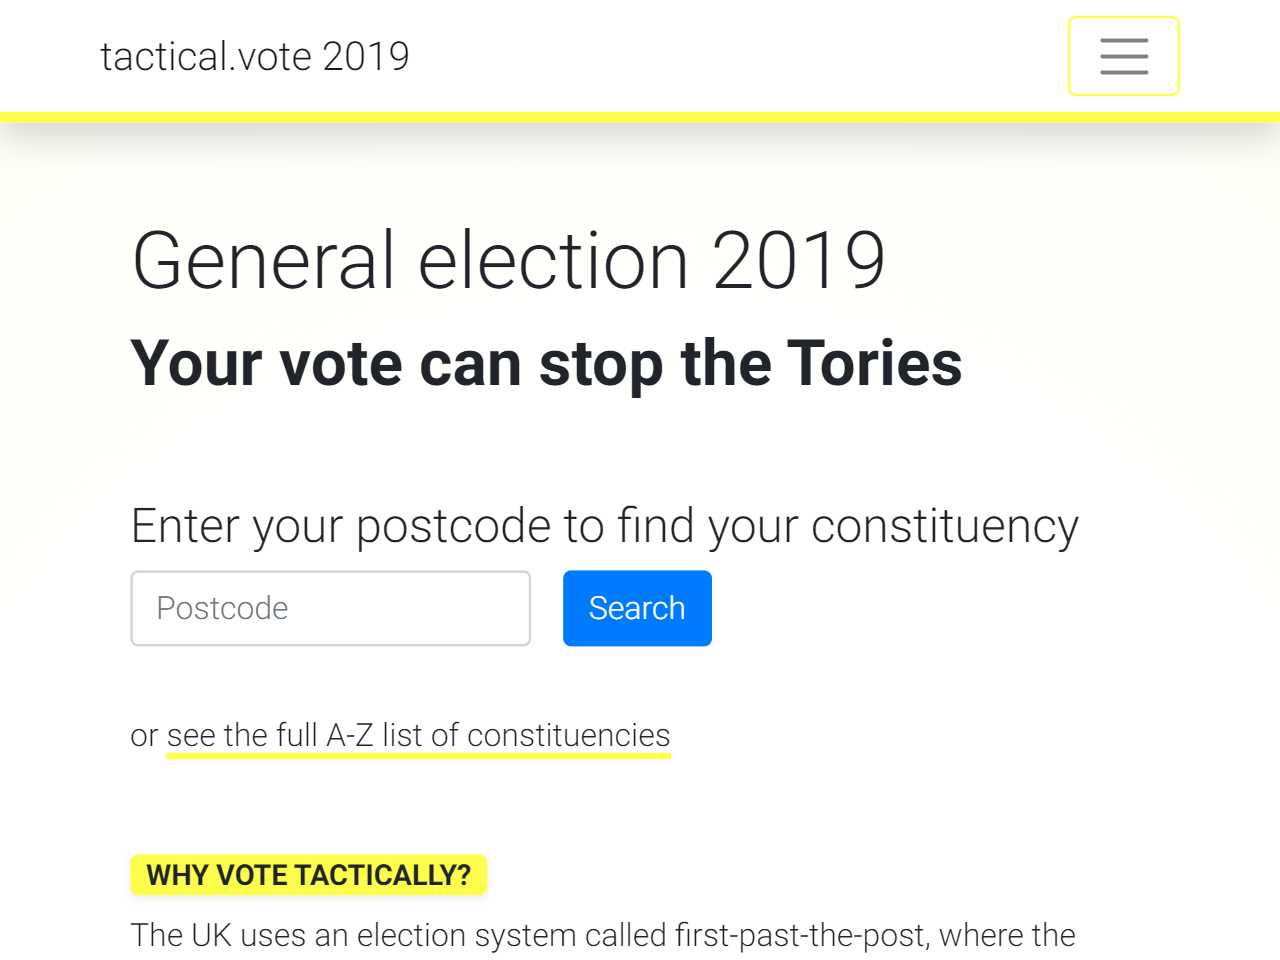 tactical.vote 2019
General election 2019
Your vote can stop the Tories
Enter your postcode to find your constituency
Postcode
Search
or see the full A-Z list of constituencies
WHY VOTE TACTICALLY?
The UK uses an election system called first-past-the-post, where the